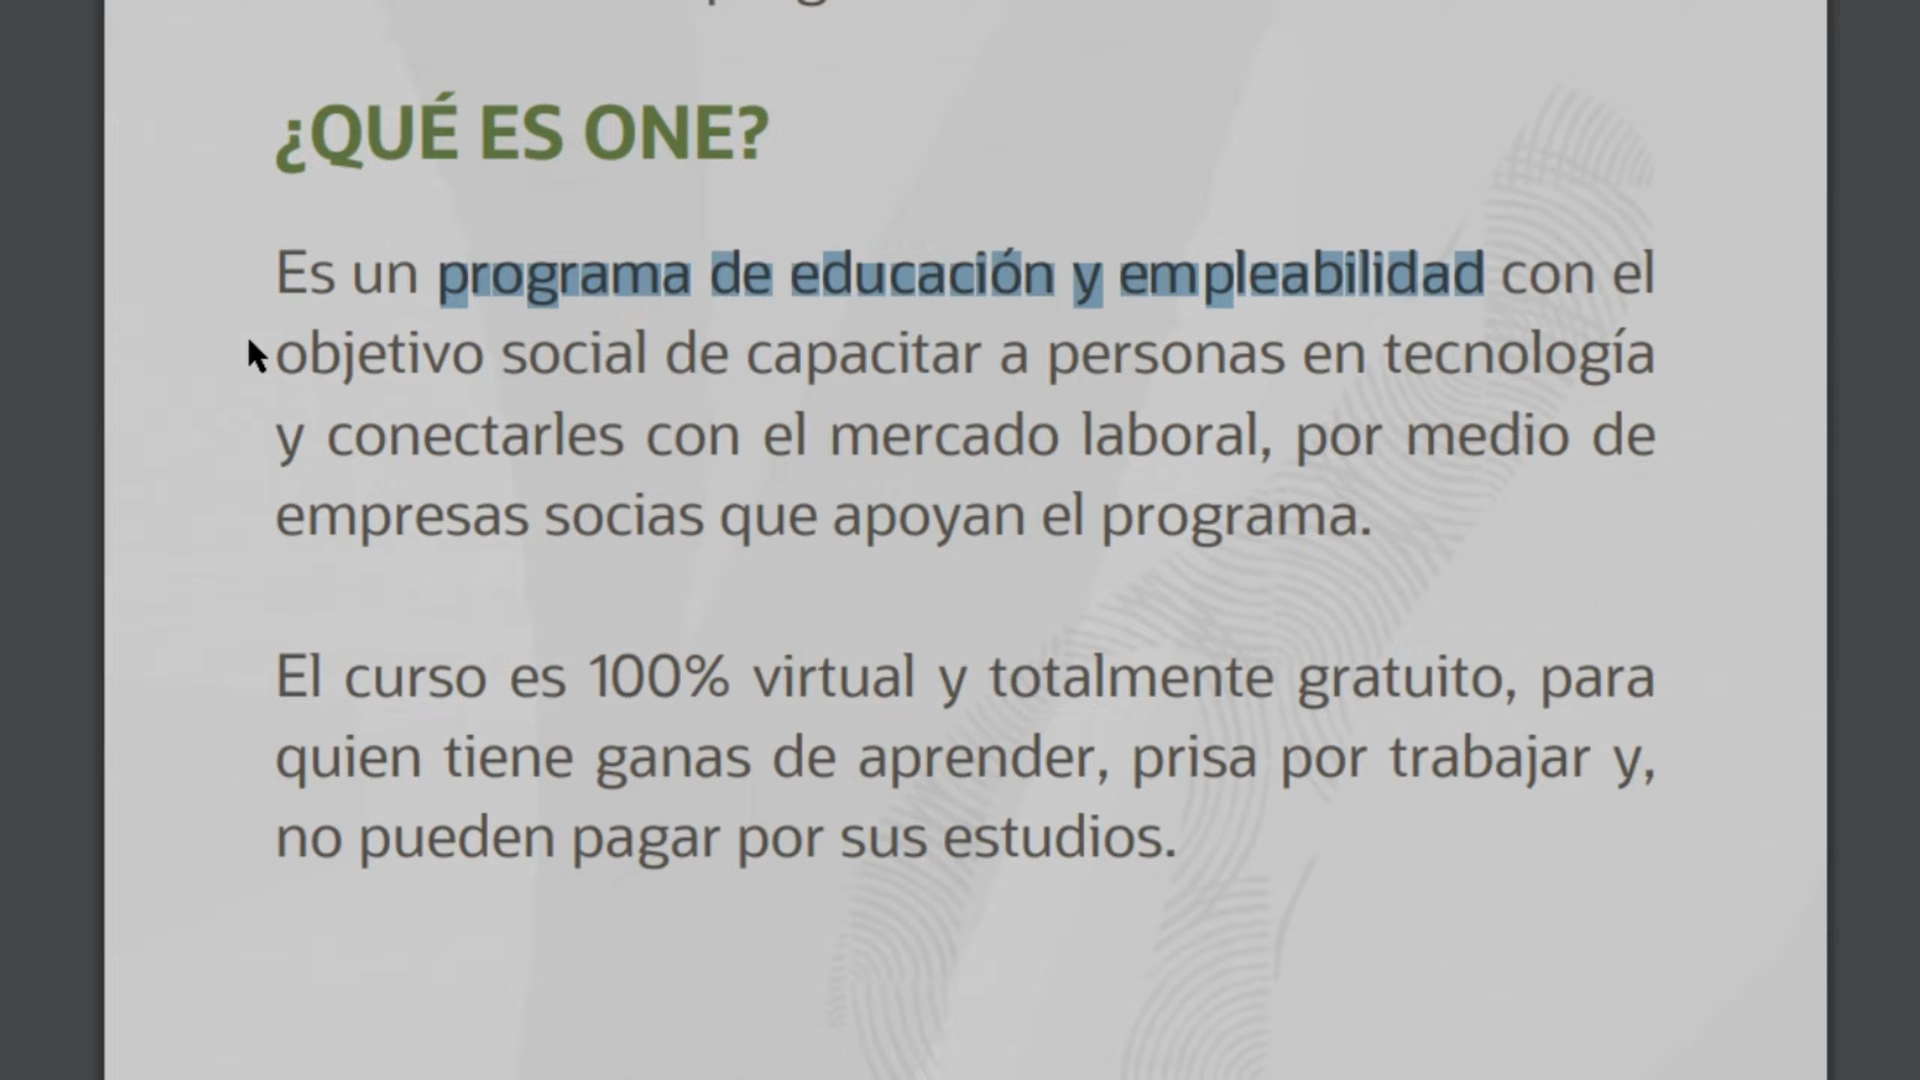 ¿QUÉ ES ONE?
Es un programa de educación y empleabilidad con el
objetivo social de capacitar a personas en tecnología
y conectarles con el mercado laboral, por medio de
empresas socias que apoyan el programa.
El curso es 100% virtual y totalmente gratuito, para
quien tiene ganas de aprender, prisa por trabajar y,
no pueden pagar por sus estudios.